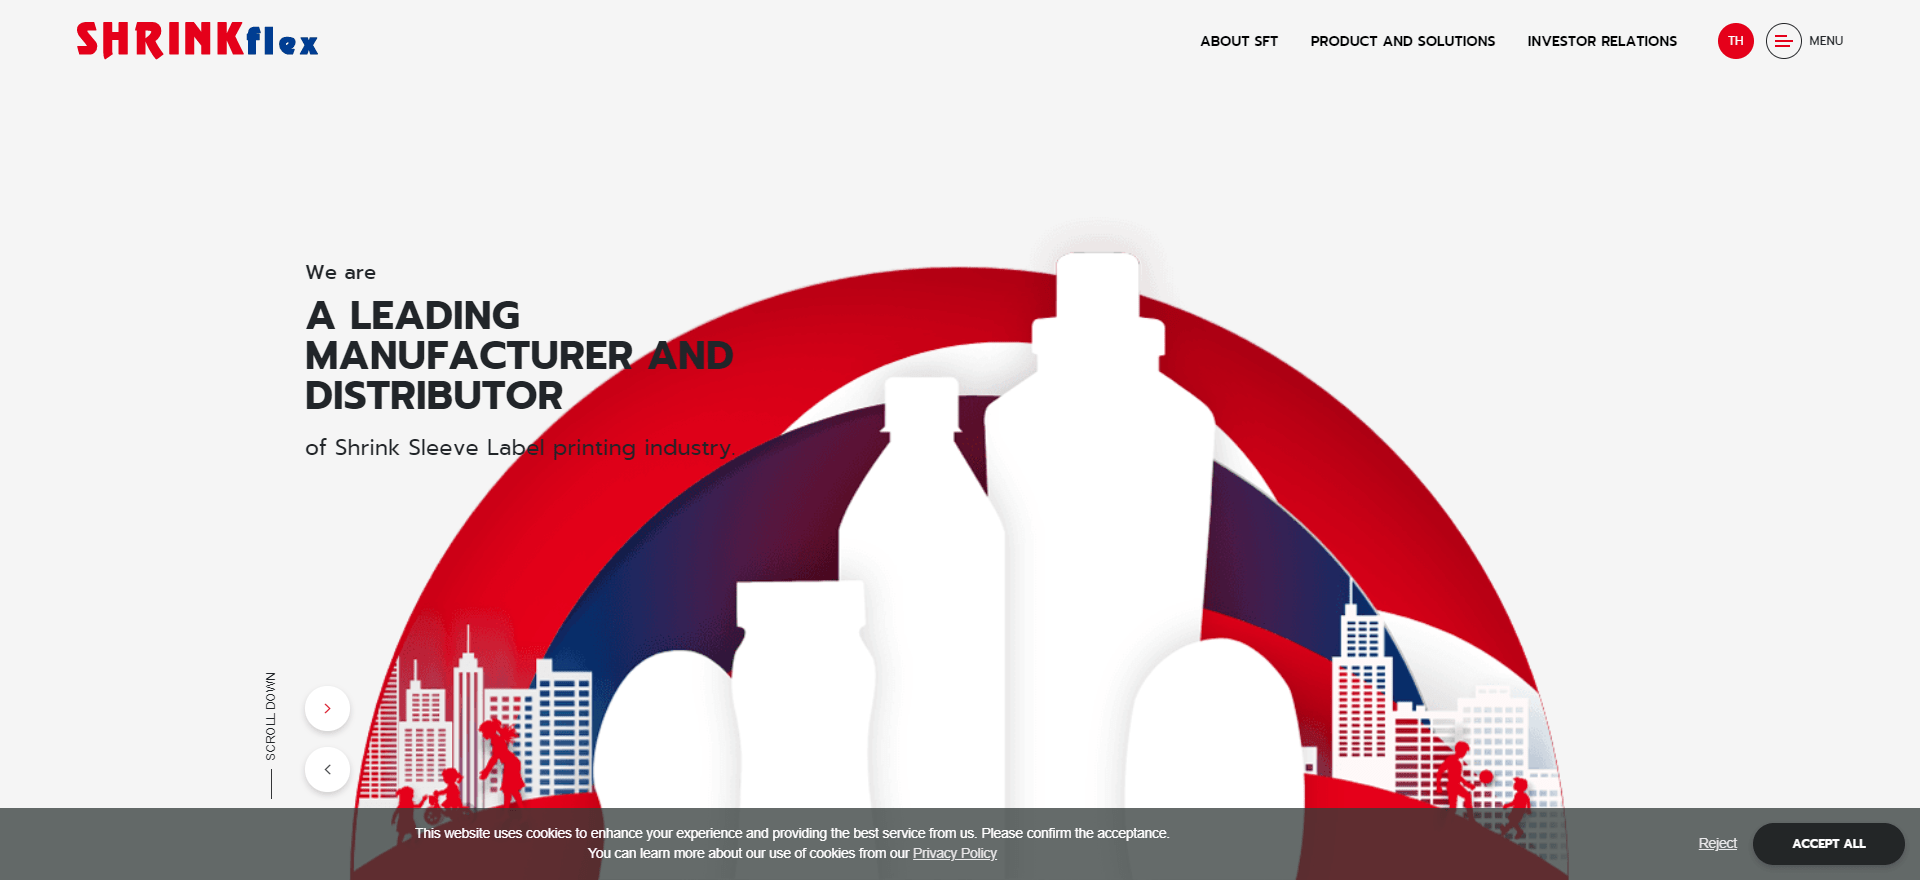 SHRINKflex
ABOUT SFT
PRODUCT AND SOLUTIONS
INVESTOR RELATIONS
TH
MENU
We are
A LEADING
MANUFACTURER AND
DISTRIBUTOR
of Shrink Sleeve Label printing industry.
SCROLL DOWN
This website uses cookies to enhance your experience and providing the best service from us. Please confirm the acceptance.
You can learn more about our use of cookies from our Privacy Policy
Reject
ACCEPT ALL